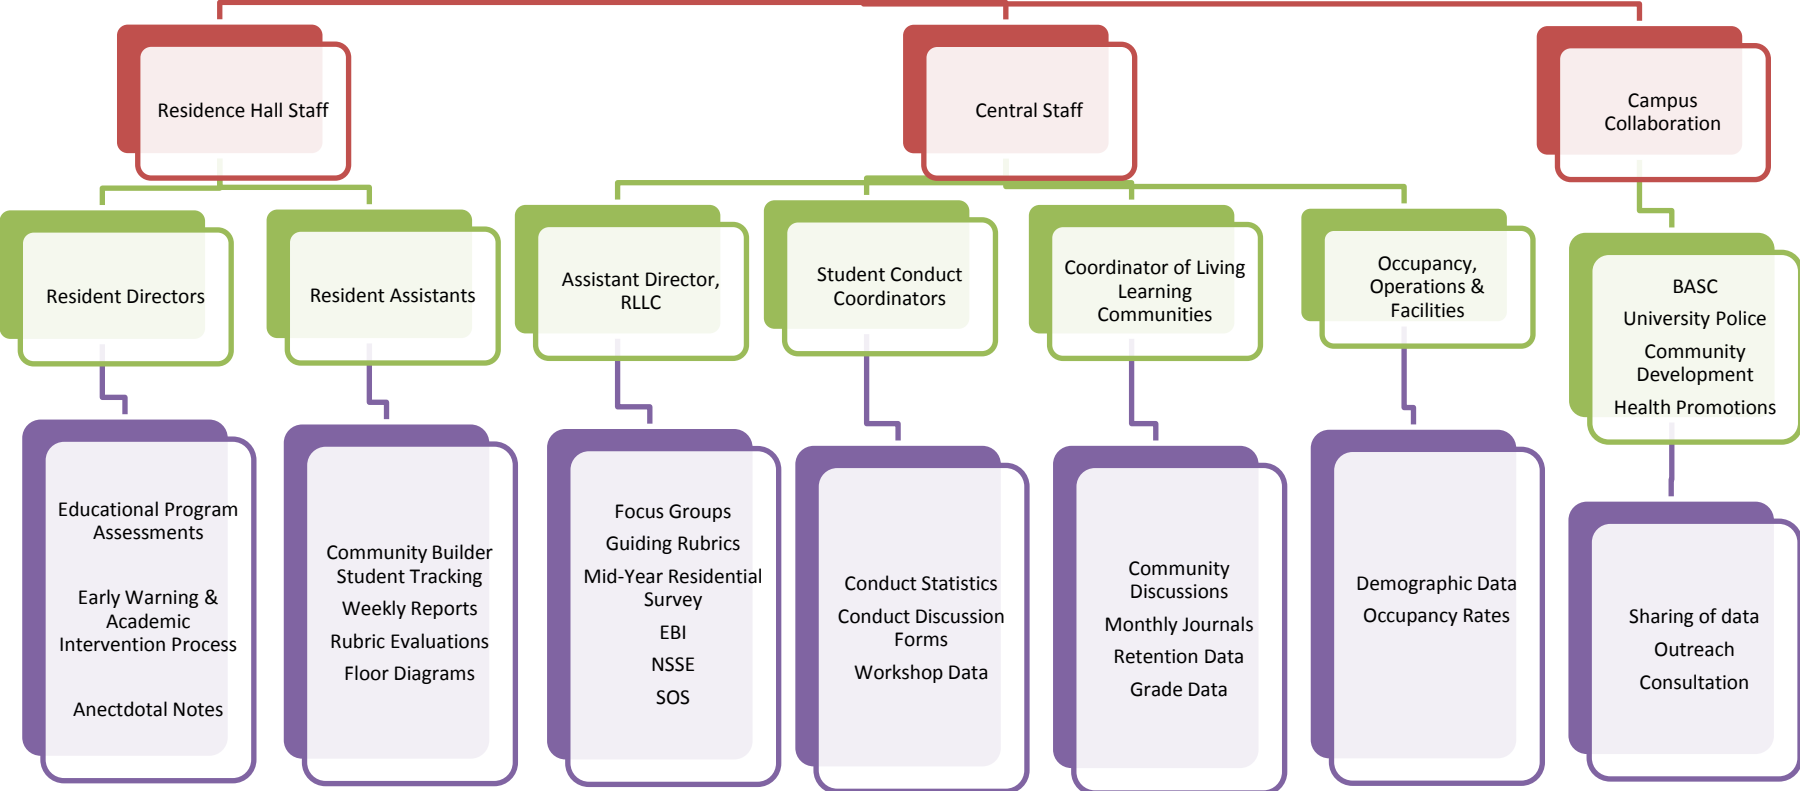 Residence Hall Staff
Central Staff
Campus
Collaboration
Resident Directors
Resident Assistants
Assistant Director,
RLLC
Student Conduct
Coordinators
Coordinator of Living
Learning
Communities
Occupancy,
Operations &
Facilities
BASC
University Police
Community
Development
Health Promotions
Educational Program
Assessments
Early Warning &
Academic
Intervention Process
Anectdotal Notes
Community Builder
Student Tracking
Weekly Reports
Rubric Evaluations
Floor Diagrams
Focus Groups
Guiding Rubrics
Mid-Year Residential
Survey
EBI
NSSE
SOS
Conduct Statistics
Conduct Discussion
Forms
Workshop Data
Community
Discussions
Monthly Journals
Retention Data
Grade Data
Demographic Data
Occupancy Rates
Sharing of data
Outreach
Consultation